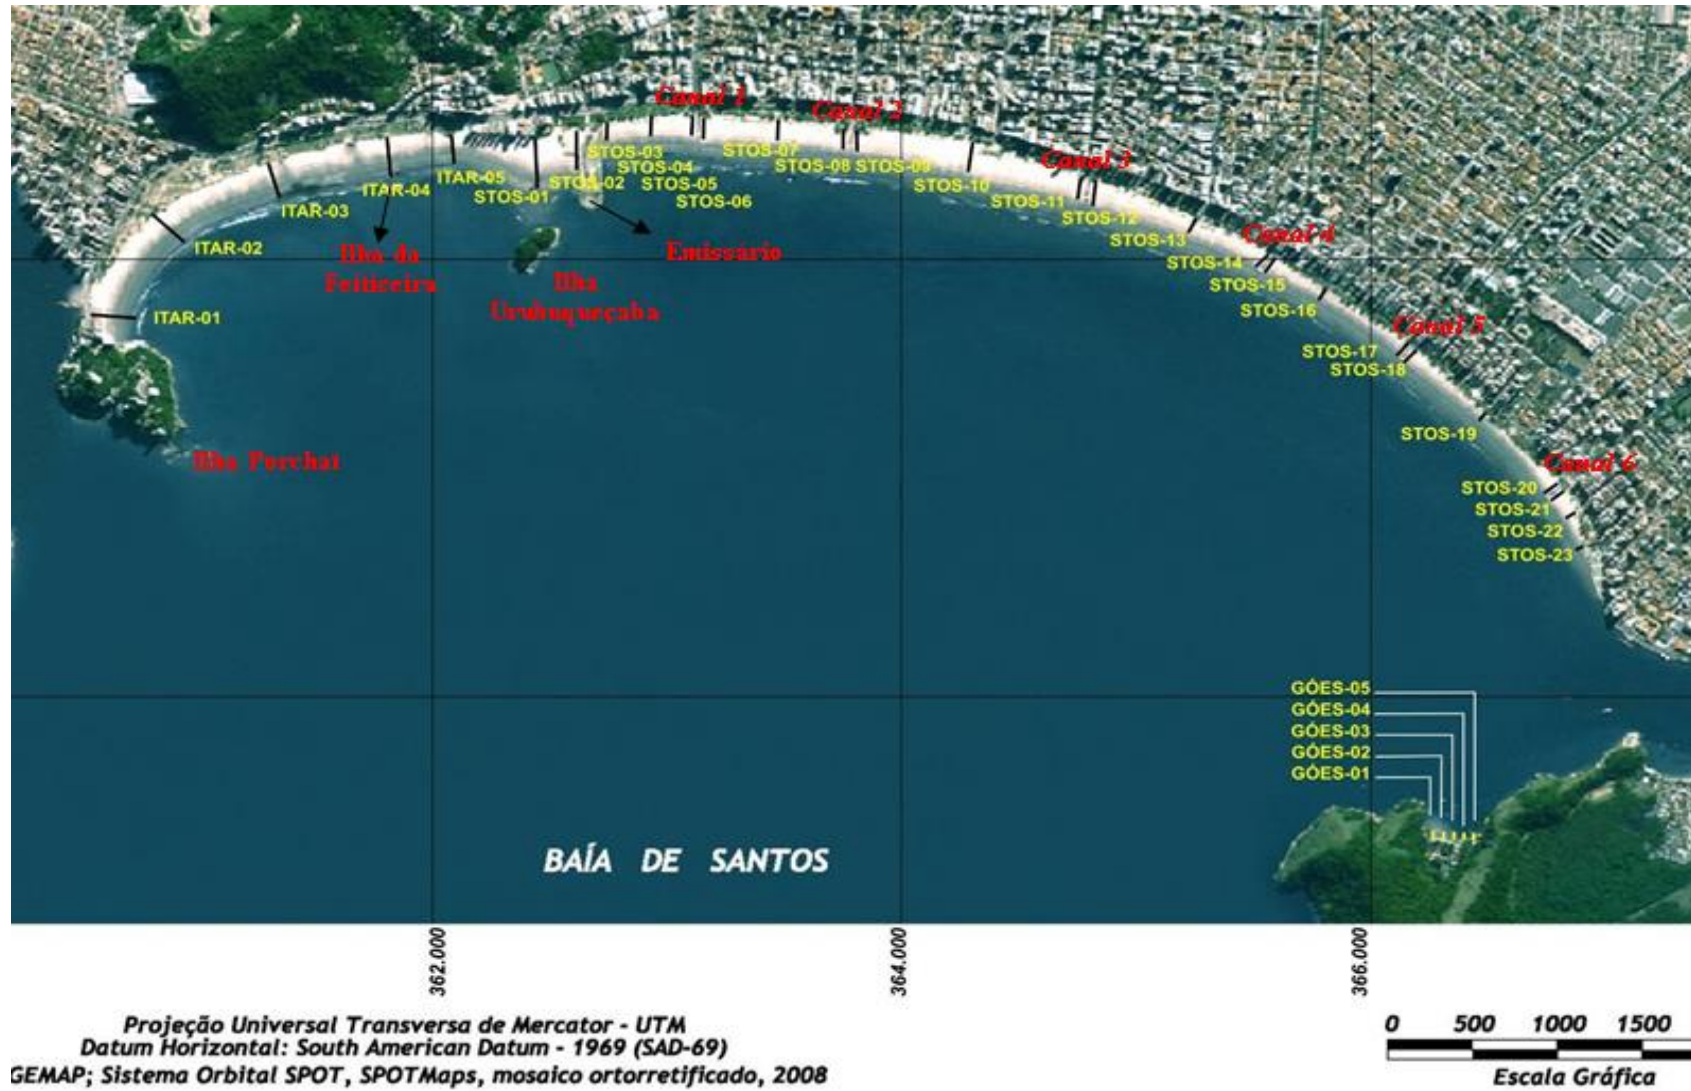 Canal 1
Canal 2
STOS-03
STOS-07
STOS-04
STOS-08
STOS-09
ITAR-05
STOS-02
STOS-05
STOS-10
Canal 3
ITAR-04
STOS-01
STOS-06
STOS-11
ITAR-03
STOS-12
STOS-13
Canal 4
ITAR-02
Ilha da
Feiticeira
Emissário
STOS-14
Ilha
Urubuqueçaba
STOS-15
STOS-16
ITAR-01
Canal 5
STOS-17
STOS-18
STOS-19
Ilha Porchat
Canal 6
STOS-20
STOS-21
STOS-22
STOS-23
GÓES-05
GÓES-04
GÓES-03
GÓES-02
GÓES-01
BAÍA DE SANTOS
362.000
364.000
366.000
Projeção Universal Transversa de Mercator - UTM
Datum Horizontal: South American Datum - 1969 (SAD-69)
GEMAP; Sistema Orbital SPOT, SPOTMaps, mosaico ortorretificado, 2008
0 500 1000 1500
Escala Gráfica